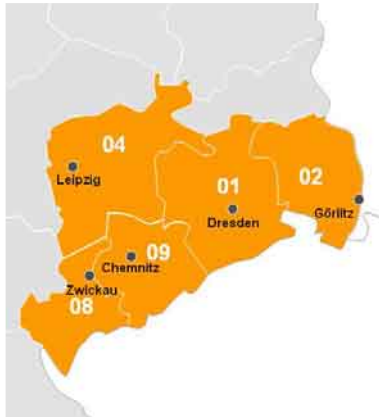 04
Leipzig
01
Dresden
02
Görlitz
09
Chemnitz
Zwickau
08